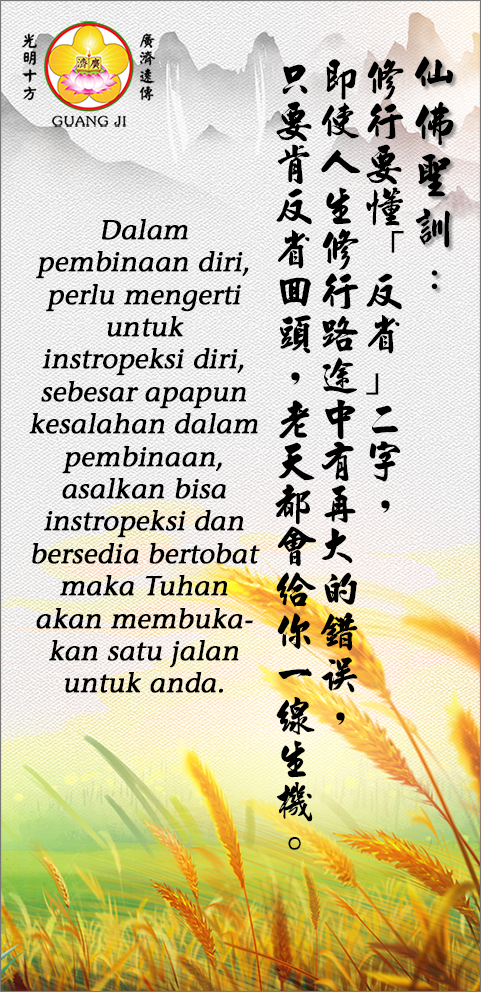 光明十方
廣濟遠傳
濟廣
GUANG JI
仙佛聖訓：
修行要懂「反省」二字，
即使人生修行路途中有再大的錯誤，
只要肯反省回頭，老天都會給你一線生機。
Dalam
pembinaan diri,
perlu mengerti
untuk
instropeksi diri,
sebesar apapun
kesalahan dalam
pembinaan,
asalkan bisa
instropeksi dan
bersedia bertobat
maka Tuhan
akan membuka-
kan satu jalan
untuk anda.